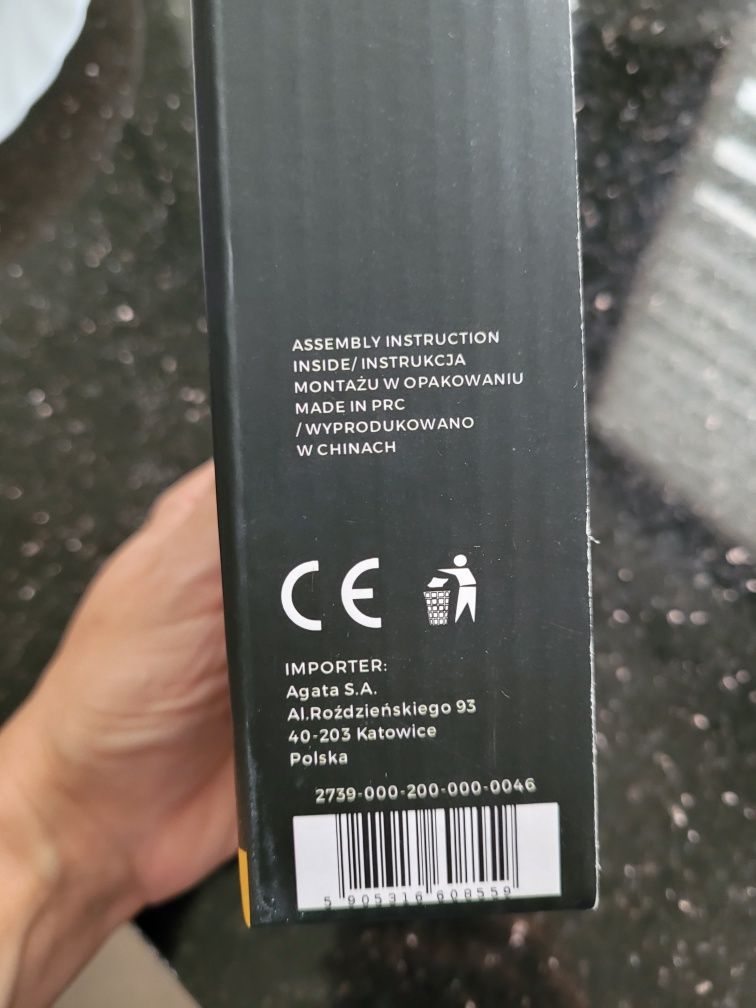 ASSEMBLY INSTRUCTION
INSIDE/ INSTRUKCJA
MONTAŻU W OPAKOWANIU
MADE IN PRC
/ WYPRODUKOWANO
W CHINACH
CE
IMPORTER:
Agata S.A.
Al.Roździeńskiego 93
40-203 Katowice
Polska
2739-000-200-000-0046
5 905316 608559